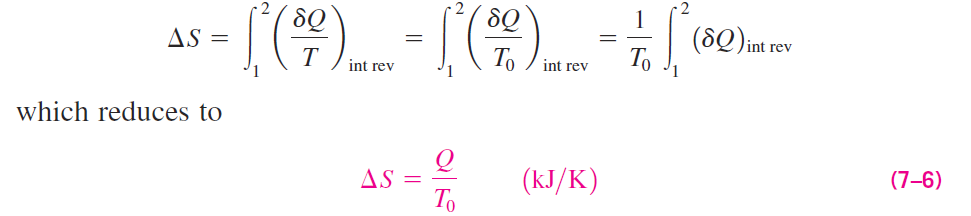 ΔS = ∫₁² (δQ/T)int rev = ∫₁² (δQ/T₀)int rev = 1/T₀ ∫₁² (δQ)int rev
which reduces to
ΔS = Q/T₀ (kJ/K) (7–6)